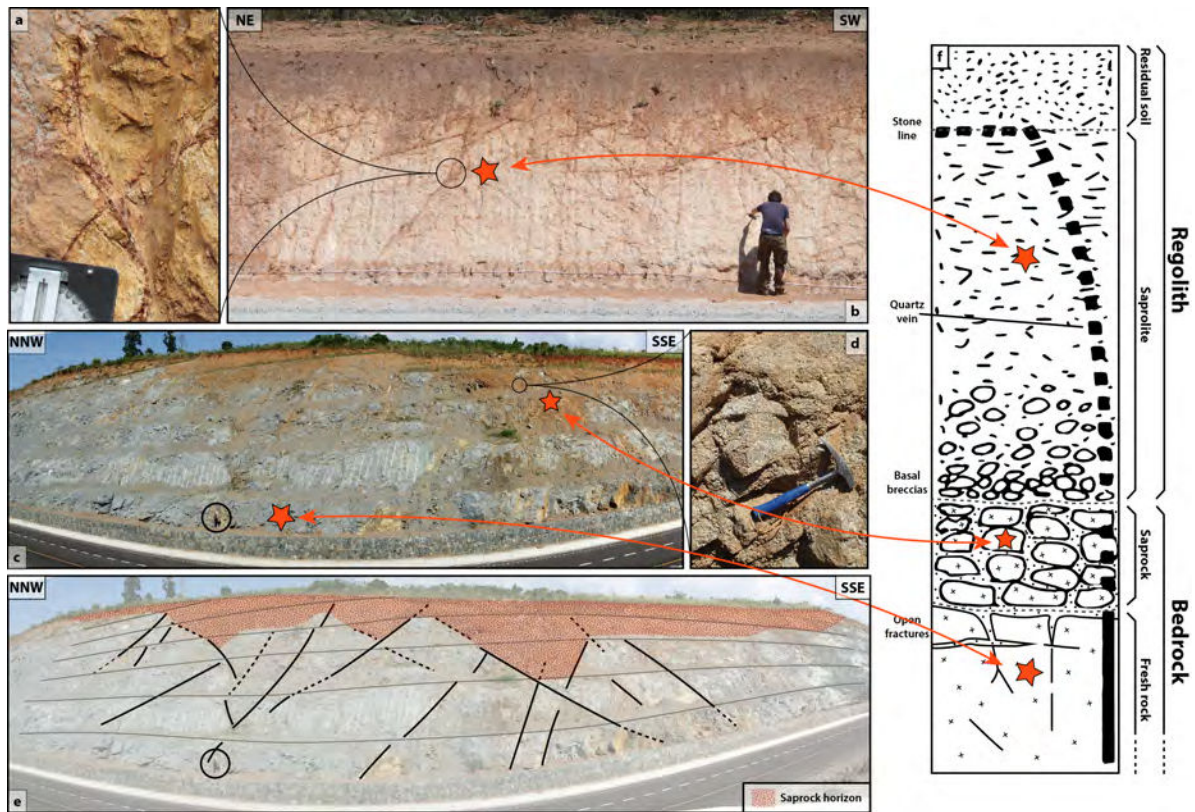 a
NE
SW
b
NNW
SSE
c
d
NNW
SSE
e
Saprock horizon
f
Stone
line
Quartz
vein
Basal
breccias
Open
fractures
Residual soil
Saprolite
Saprock
Fresh rock
Regolith
Bedrock